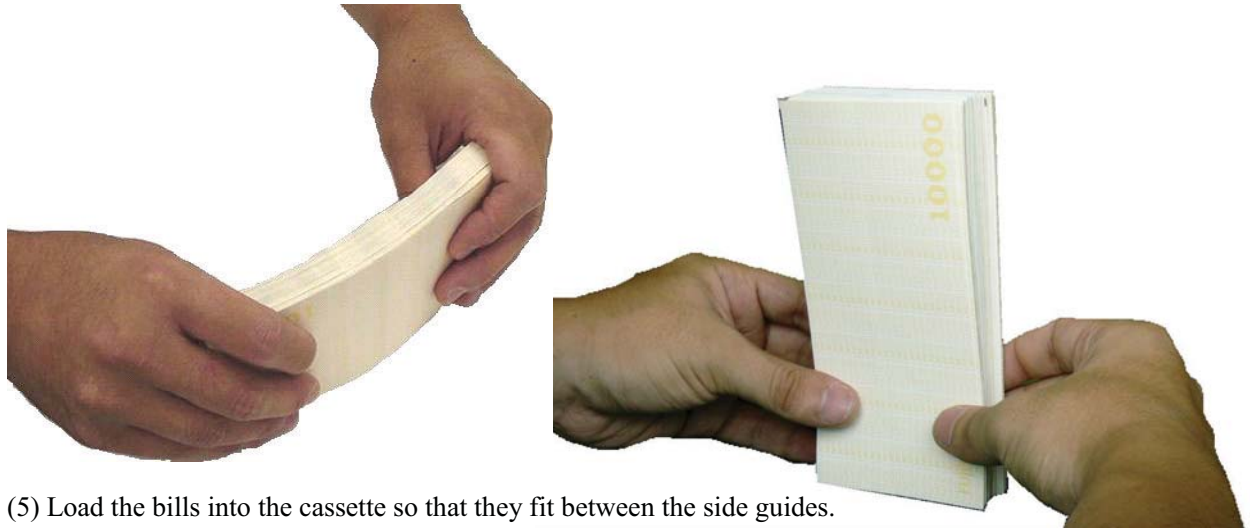 10000
(5) Load the bills into the cassette so that they fit between the side guides.